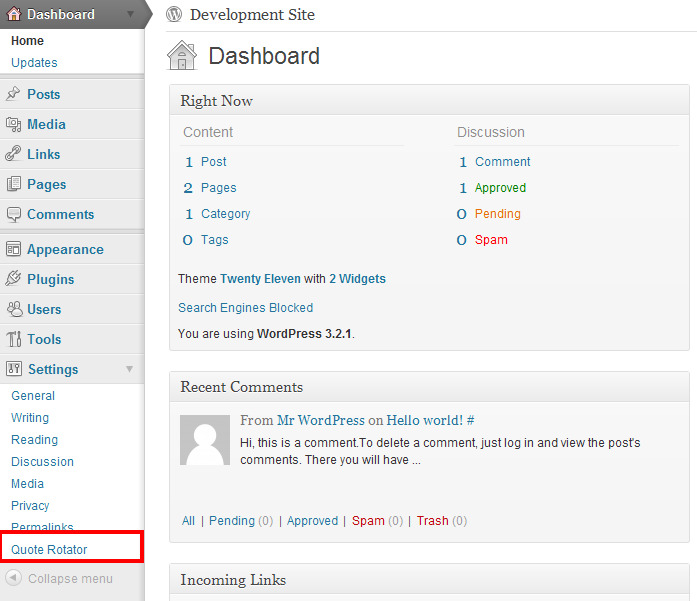 Dashboard
Home
Updates
Posts
Media
Links
Pages
Comments
Appearance
Plugins
Users
Tools
Settings
General
Writing
Reading
Discussion
Media
Privacy
Permalinks
Quote Rotator
Collapse menu
Development Site
Dashboard
Right Now
Content
1 Post
2 Pages
1 Category
0 Tags
Discussion
1 Comment
1 Approved
0 Pending
0 Spam
Theme Twenty Eleven with 2 Widgets
Search Engines Blocked
You are using WordPress 3.2.1.
Recent Comments
From Mr WordPress on Hello world! #
Hi, this is a comment.To delete a comment, just log in and view the post's
comments. There you will have ...
All | Pending (0) | Approved | Spam (0) | Trash (0)
Incoming Links